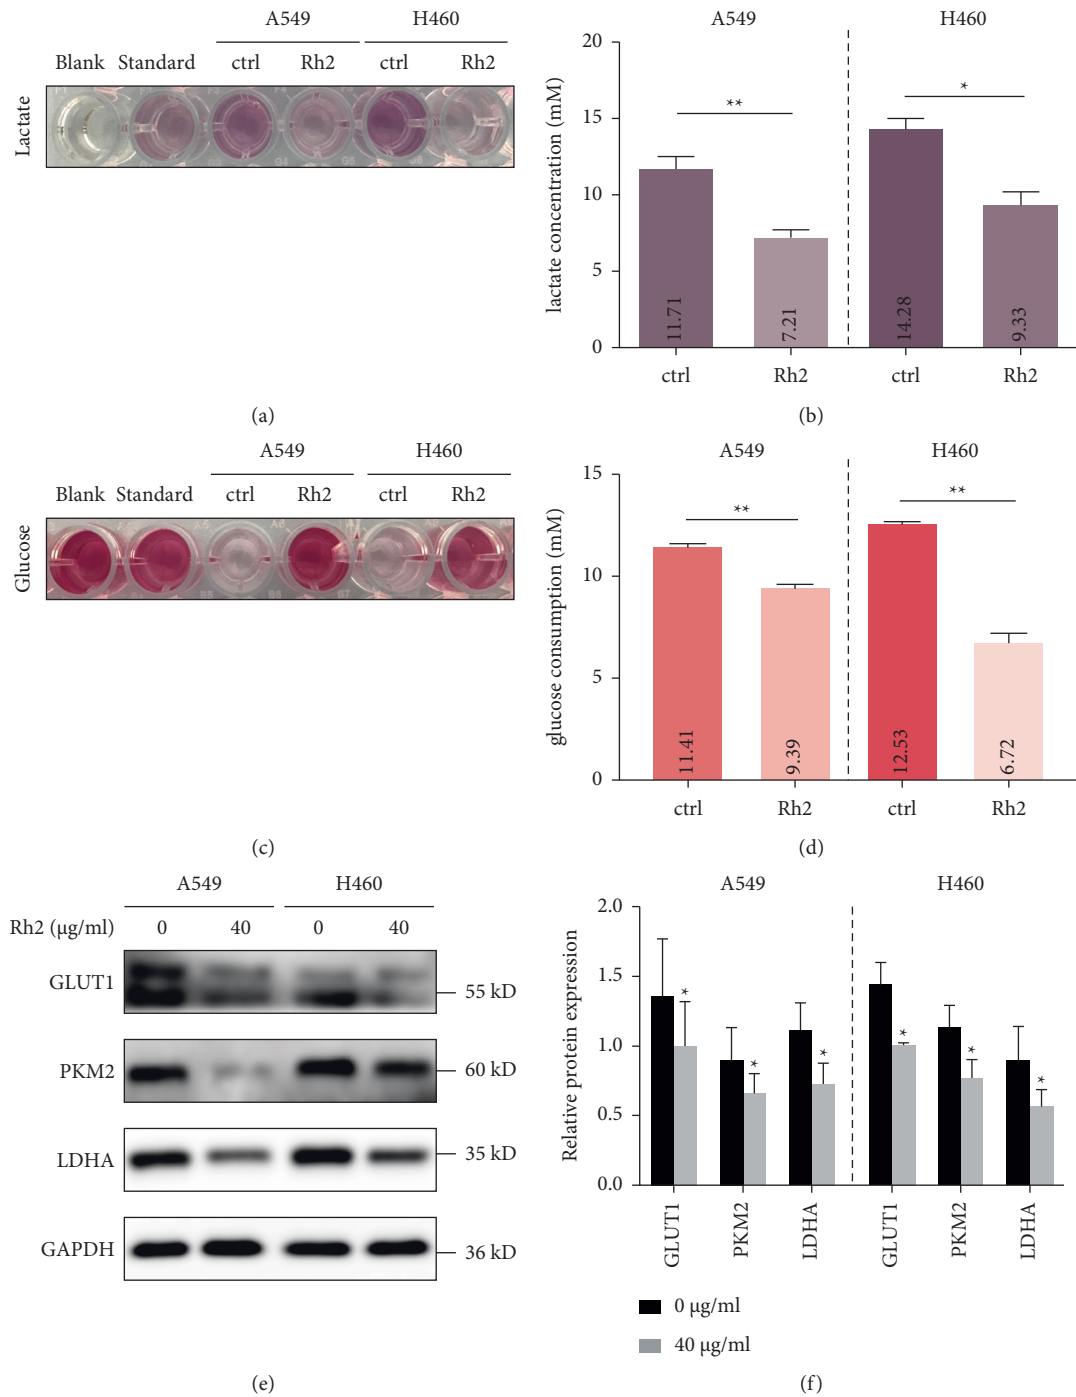 A549 H460
Blank Standard ctrl Rh2 ctrl Rh2
Lactate
(a)
A549 H460
lactate concentration (mM)
20
15
10
5
0
** *
11.71 7.21 14.28 9.33
ctrl Rh2 ctrl Rh2
(b)
A549 H460
Blank Standard ctrl Rh2 ctrl Rh2
Glucose
(c)
A549 H460
glucose consumption (mM)
15
10
5
0
** **
11.41 9.39 12.53 6.72
ctrl Rh2 ctrl Rh2
(d)
A549 H460
Rh2 (μg/ml) 0 40 0 40
GLUT1 55 kD
PKM2 60 kD
LDHA 35 kD
GAPDH 36 kD
(e)
A549 H460
Relative protein expression
2.0
1.5
1.0
0.5
0.0
* * * * * *
GLUT1 PKM2 LDHA GLUT1 PKM2 LDHA
0 μg/ml
40 μg/ml
(f)